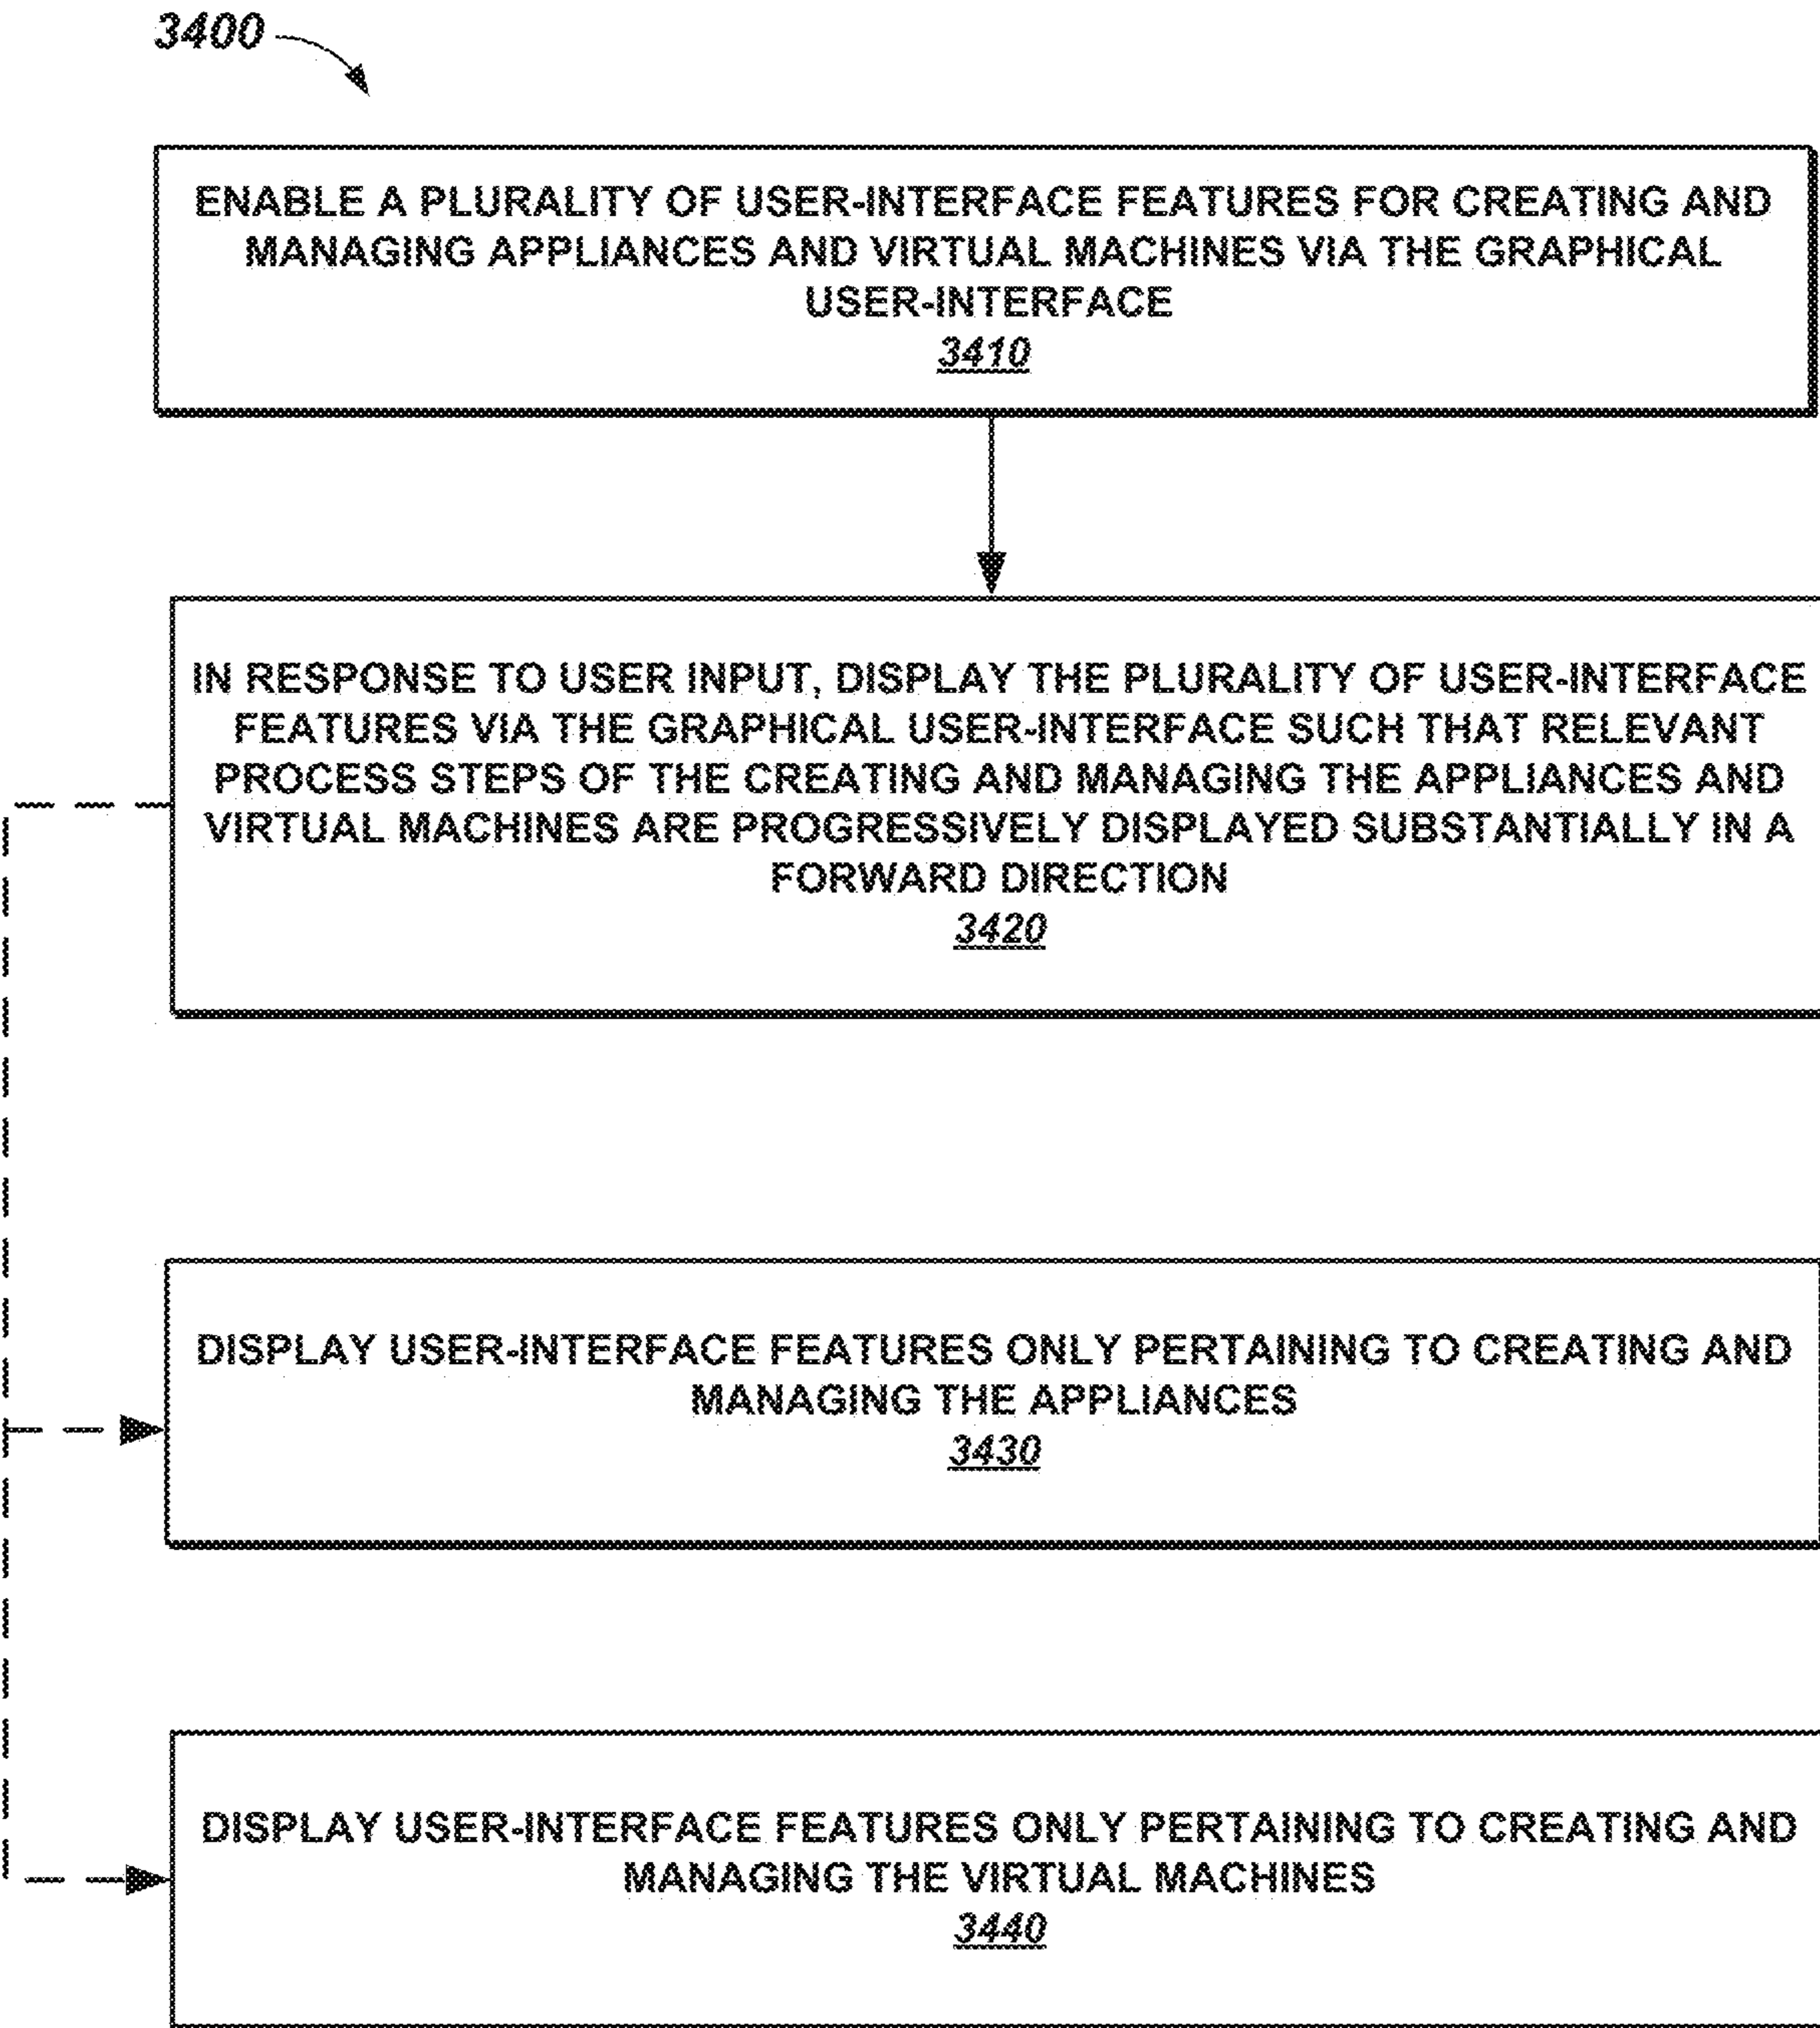 3400
ENABLE A PLURALITY OF USER-INTERFACE FEATURES FOR CREATING AND
MANAGING APPLIANCES AND VIRTUAL MACHINES VIA THE GRAPHICAL
USER-INTERFACE
3410
IN RESPONSE TO USER INPUT, DISPLAY THE PLURALITY OF USER-INTERFACE
FEATURES VIA THE GRAPHICAL USER-INTERFACE SUCH THAT RELEVANT
PROCESS STEPS OF THE CREATING AND MANAGING THE APPLIANCES AND
VIRTUAL MACHINES ARE PROGRESSIVELY DISPLAYED SUBSTANTIALLY IN A
FORWARD DIRECTION
3420
DISPLAY USER-INTERFACE FEATURES ONLY PERTAINING TO CREATING AND
MANAGING THE APPLIANCES
3430
DISPLAY USER-INTERFACE FEATURES ONLY PERTAINING TO CREATING AND
MANAGING THE VIRTUAL MACHINES
3440